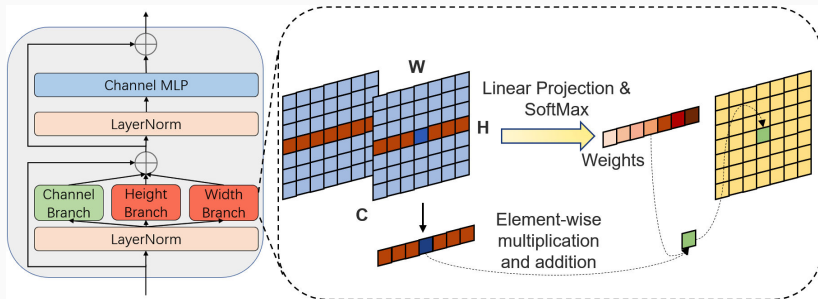 Channel MLP
LayerNorm
Channel
Branch
Height
Branch
Width
Branch
LayerNorm
W
H
C
Linear Projection &
SoftMax
Weights
Element-wise
multiplication
and addition